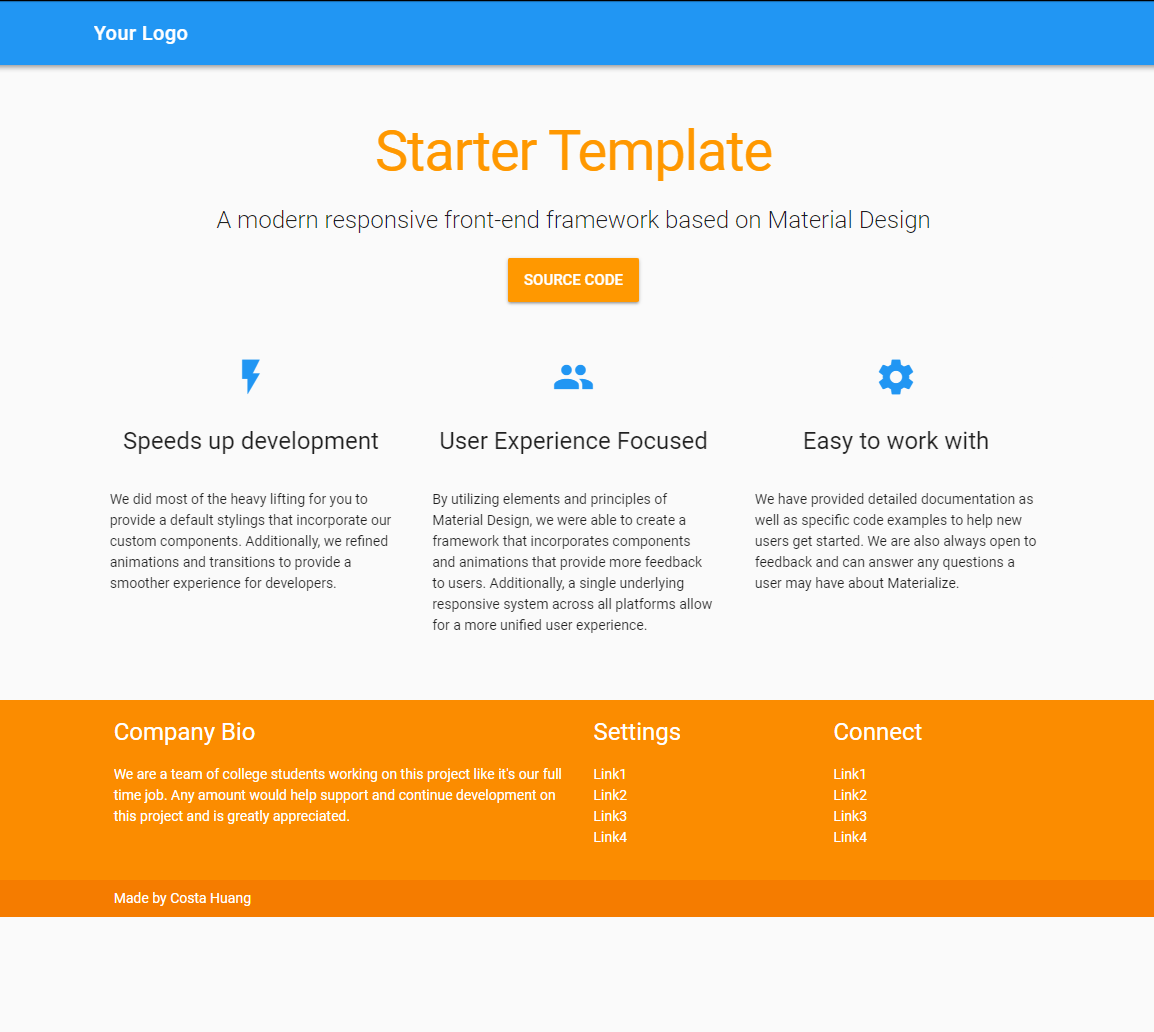 Your Logo
Starter Template
A modern responsive front-end framework based on Material Design
SOURCE CODE
Speeds up development
We did most of the heavy lifting for you to
provide a default stylings that incorporate our
custom components. Additionally, we refined
animations and transitions to provide a
smoother experience for developers.
User Experience Focused
By utilizing elements and principles of
Material Design, we were able to create a
framework that incorporates components
and animations that provide more feedback
to users. Additionally, a single underlying
responsive system across all platforms allow
for a more unified user experience.
Easy to work with
We have provided detailed documentation as
well as specific code examples to help new
users get started. We are also always open to
feedback and can answer any questions a
user may have about Materialize.
Company Bio
We are a team of college students working on this project like it's our full
time job. Any amount would help support and continue development on
this project and is greatly appreciated.
Settings
Link1
Link2
Link3
Link4
Connect
Link1
Link2
Link3
Link4
Made by Costa Huang